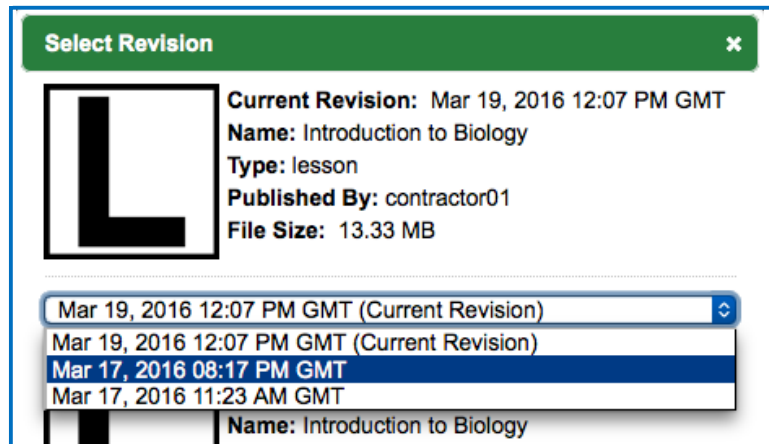 Select Revision ×
Current Revision: Mar 19, 2016 12:07 PM GMT
Name: Introduction to Biology
Type: lesson
Published By: contractor01
File Size: 13.33 MB
L
Mar 19, 2016 12:07 PM GMT (Current Revision)
Mar 19, 2016 12:07 PM GMT (Current Revision)
Mar 17, 2016 08:17 PM GMT
Mar 17, 2016 11:23 AM GMT
Name: Introduction to Biology